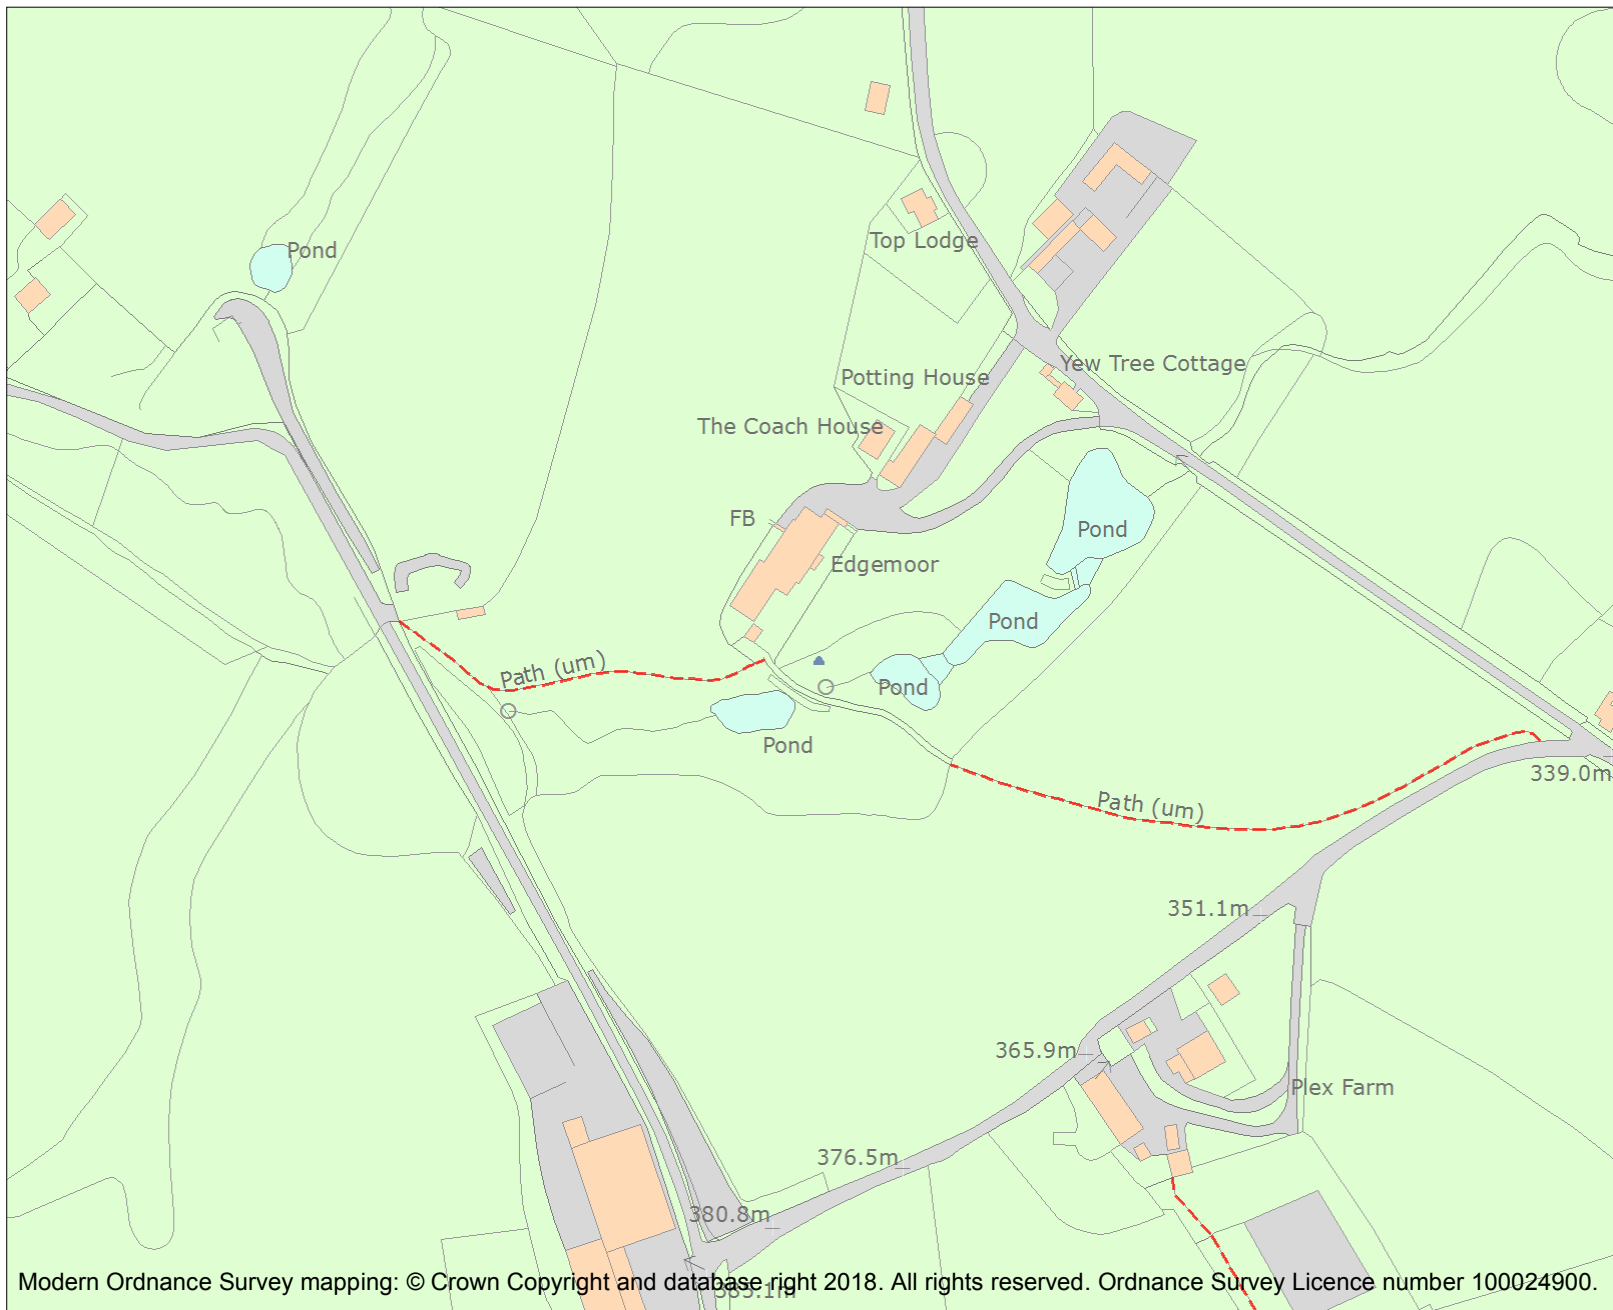 Pond
Top Lodge
Yew Tree Cottage
Potting House
The Coach House
FB
Pond
Edgemoor
Pond
Path (um)
Pond
Pond
339.0m
Path (um)
351.1m
365.9m
Plex Farm
376.5m
380.8m
385.1m
Modern Ordnance Survey mapping: © Crown Copyright and database right 2018. All rights reserved. Ordnance Survey Licence number 100024900.